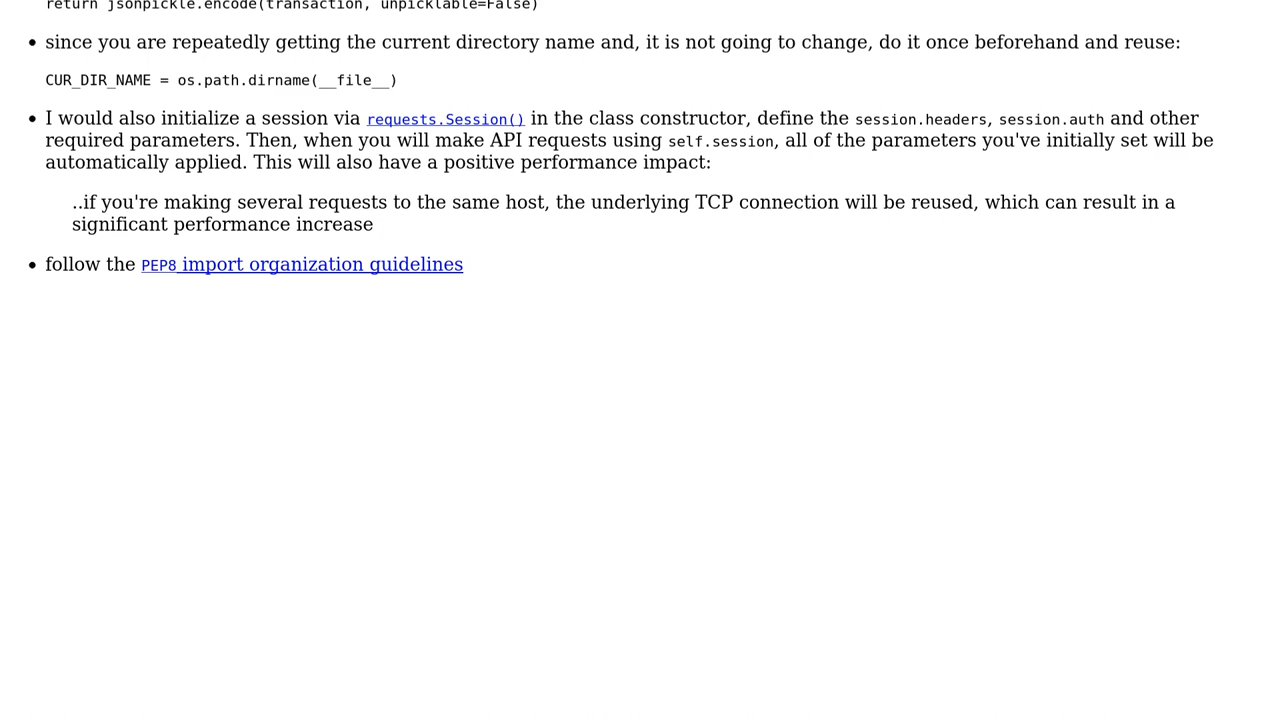 return jsonpickle.encode(transaction, unpicklable=False)
• since you are repeatedly getting the current directory name and, it is not going to change, do it once beforehand and reuse:
CUR_DIR_NAME = os.path.dirname(__file__)
• I would also initialize a session via requests.Session() in the class constructor, define the session.headers, session.auth and other
required parameters. Then, when you will make API requests using self.session, all of the parameters you've initially set will be
automatically applied. This will also have a positive performance impact:
..if you're making several requests to the same host, the underlying TCP connection will be reused, which can result in a
significant performance increase
• follow the PEP8 import organization guidelines